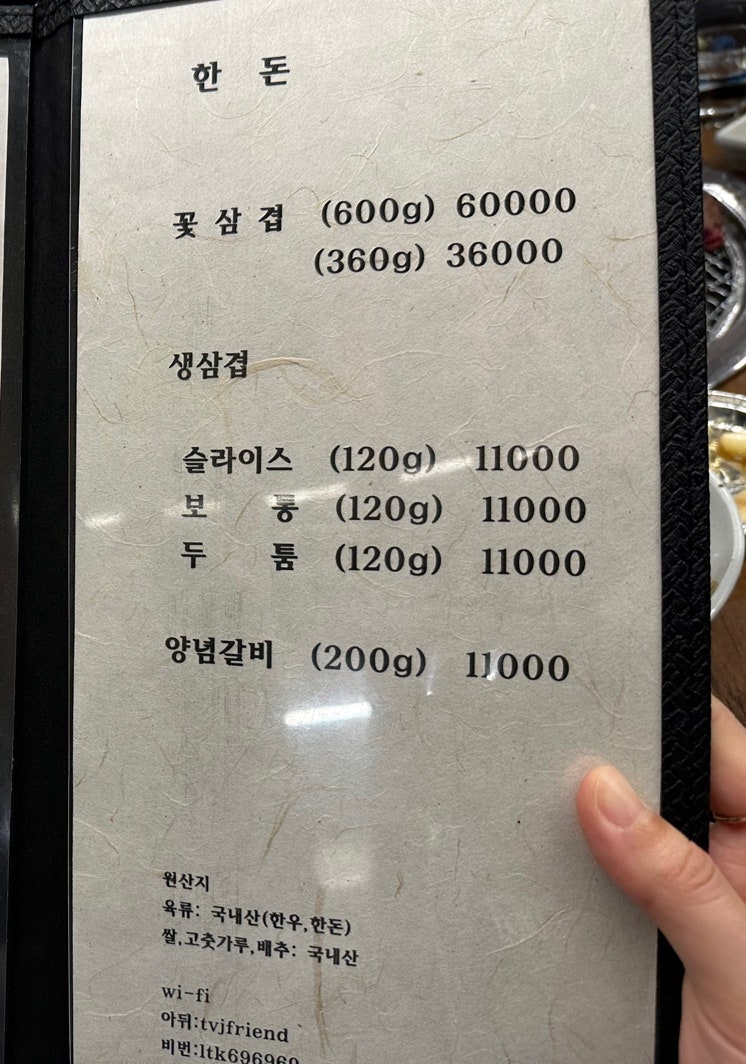 한 돈
꽃 삼 겹 (600g) 60000
(360g) 36000
생삼겹
슬라이스 (120g) 11000
보 통 (120g) 11000
두 툼 (120g) 11000
양념갈비 (200g) 11000
원산지
육류: 국내산(한우,한돈)
쌀,고춧가루,배추: 국내산
wi-fi
아뒤:tvjfriend
비번:ltk696969